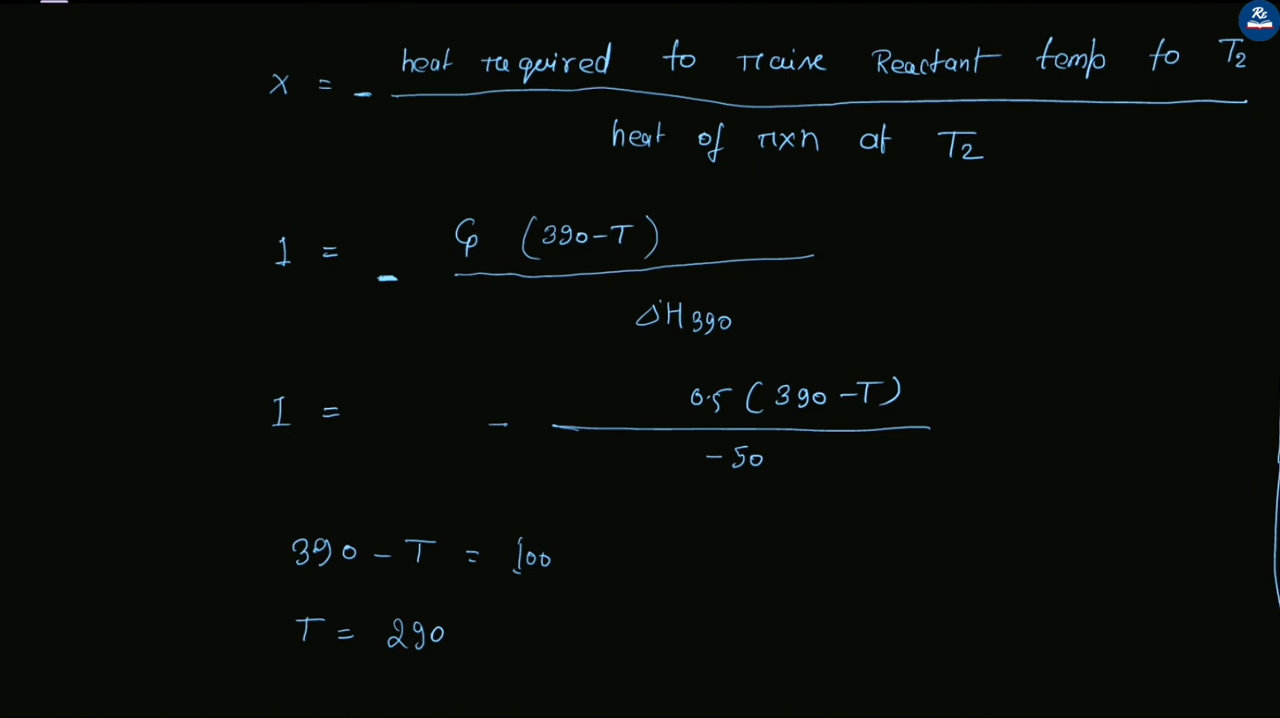 Re
X = - heat required to raise Reactant temp to T2
heat of rxn at T2
1 = - Cp (390-T)
ΔH390
1 = - 0.5 (390-T)
-50
390 - T = 100
T = 290